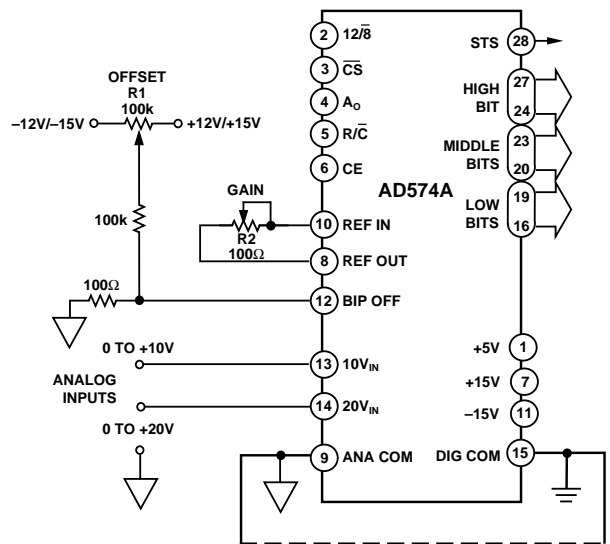 OFFSET
R1
100k
–12V/–15V
+12V/+15V
100k
100Ω
GAIN
R2
100Ω
0 TO +10V
ANALOG
INPUTS
0 TO +20V
2 12/8̅
3 C̅S̅
4 AO
5 R/C̅
6 CE
10 REF IN
8 REF OUT
12 BIP OFF
13 10VIN
14 20VIN
9 ANA COM
AD574A
STS 28
27
HIGH
BIT
24
23
MIDDLE
BITS
20
19
LOW
BITS
16
+5V 1
+15V 7
–15V 11
DIG COM 15